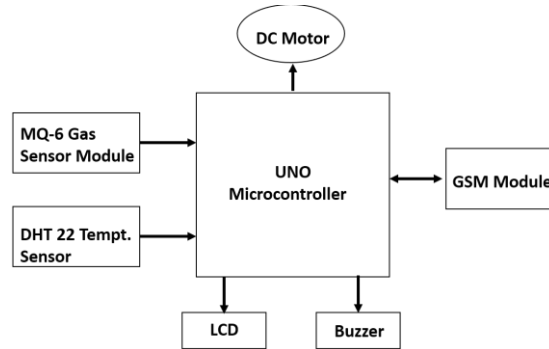 DC Motor
MQ-6 Gas
Sensor Module
UNO
Microcontroller
GSM Module
DHT 22 Tempt.
Sensor
LCD
Buzzer